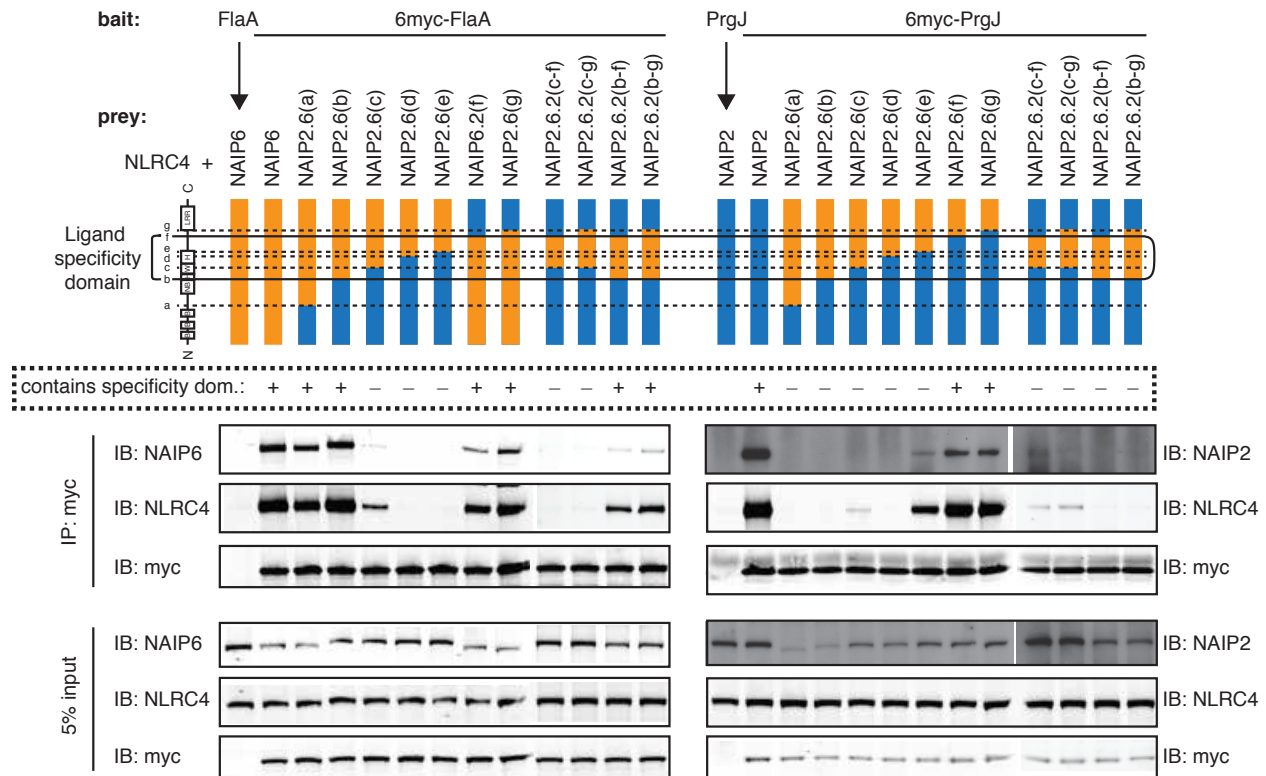 bait: FlaA 6myc-FlaA PrgJ 6myc-PrgJ
prey:
NLRC4 + NAIP6 NAIP6 NAIP2.6(a) NAIP2.6(b) NAIP2.6(c) NAIP2.6(d) NAIP2.6(e) NAIP6.2(f) NAIP2.6(g) NAIP2.6.2(c-f) NAIP2.6.2(c-g) NAIP2.6.2(b-f) NAIP2.6.2(b-g) NAIP2 NAIP2 NAIP2.6(a) NAIP2.6(b) NAIP2.6(c) NAIP2.6(d) NAIP2.6(e) NAIP2.6(f) NAIP2.6(g) NAIP2.6.2(c-f) NAIP2.6.2(c-g) NAIP2.6.2(b-f) NAIP2.6.2(b-g)
C
LRR
g
f
e
d H
c W
b NB
a
N
Ligand
specificity
domain
contains specificity dom.: + + + – – – + + – – + + + – – – – – + + – – – –
IP: myc
IB: NAIP6 IB: NAIP2
IB: NLRC4 IB: NLRC4
IB: myc IB: myc
5% input
IB: NAIP6 IB: NAIP2
IB: NLRC4 IB: NLRC4
IB: myc IB: myc